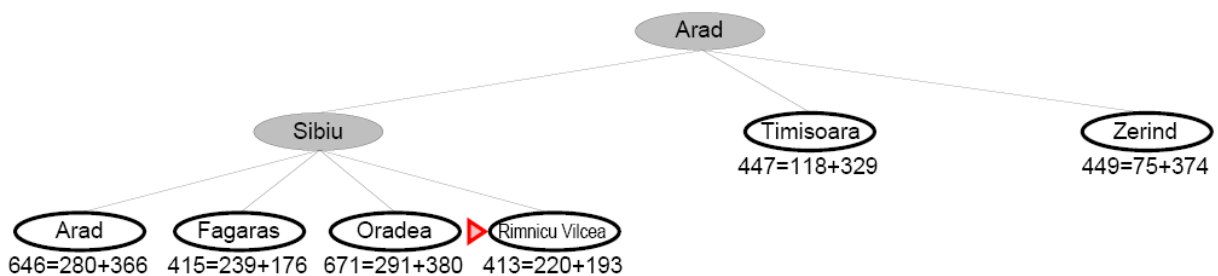 Arad
Sibiu
Timisoara
Zerind
447=118+329
449=75+374
Arad
Fagaras
Oradea
Rimnicu Vilcea
646=280+366
415=239+176
671=291+380
413=220+193